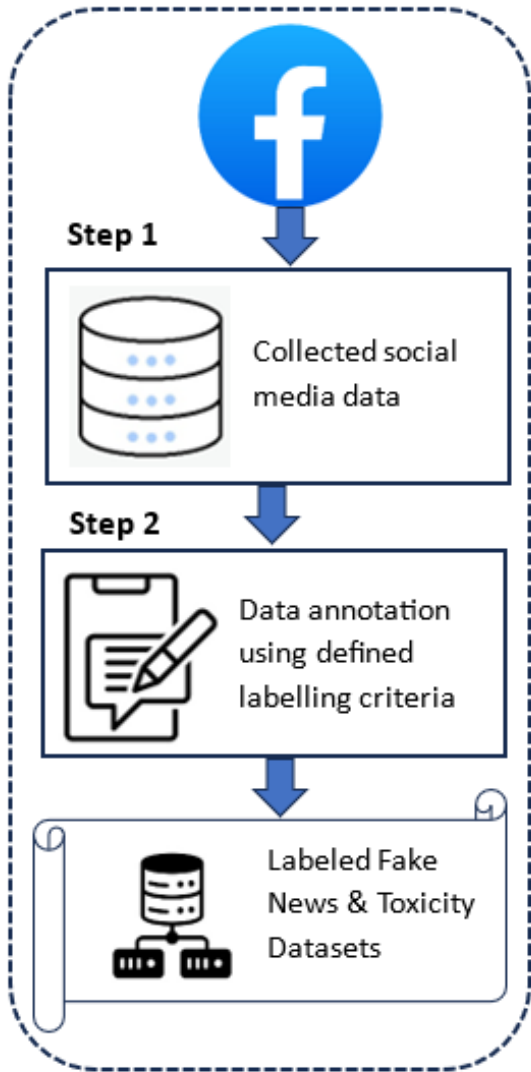 Step 1
Collected social
media data
Step 2
Data annotation
using defined
labelling criteria
Labeled Fake
News & Toxicity
Datasets